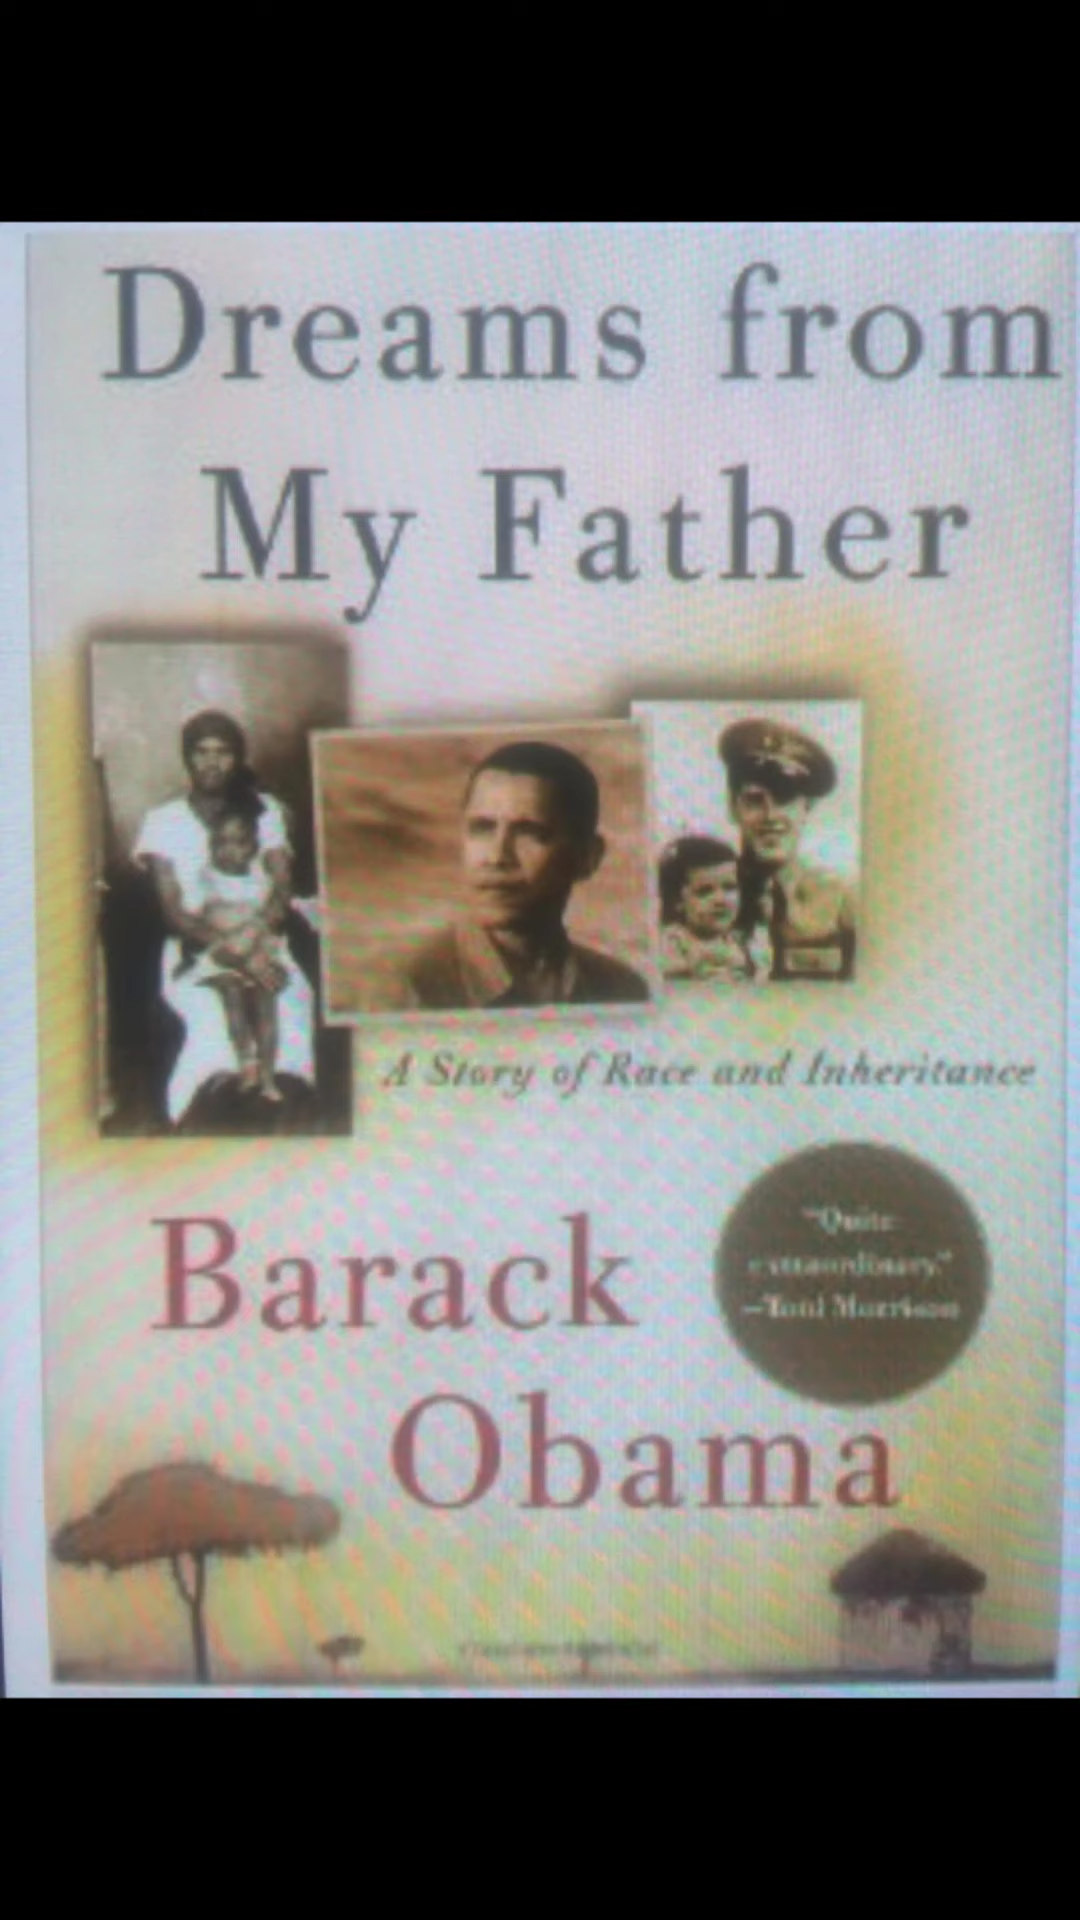 Dreams from
My Father
A Story of Race and Inheritance
"Quite
extraordinary."
—Toni Morrison
Barack
Obama